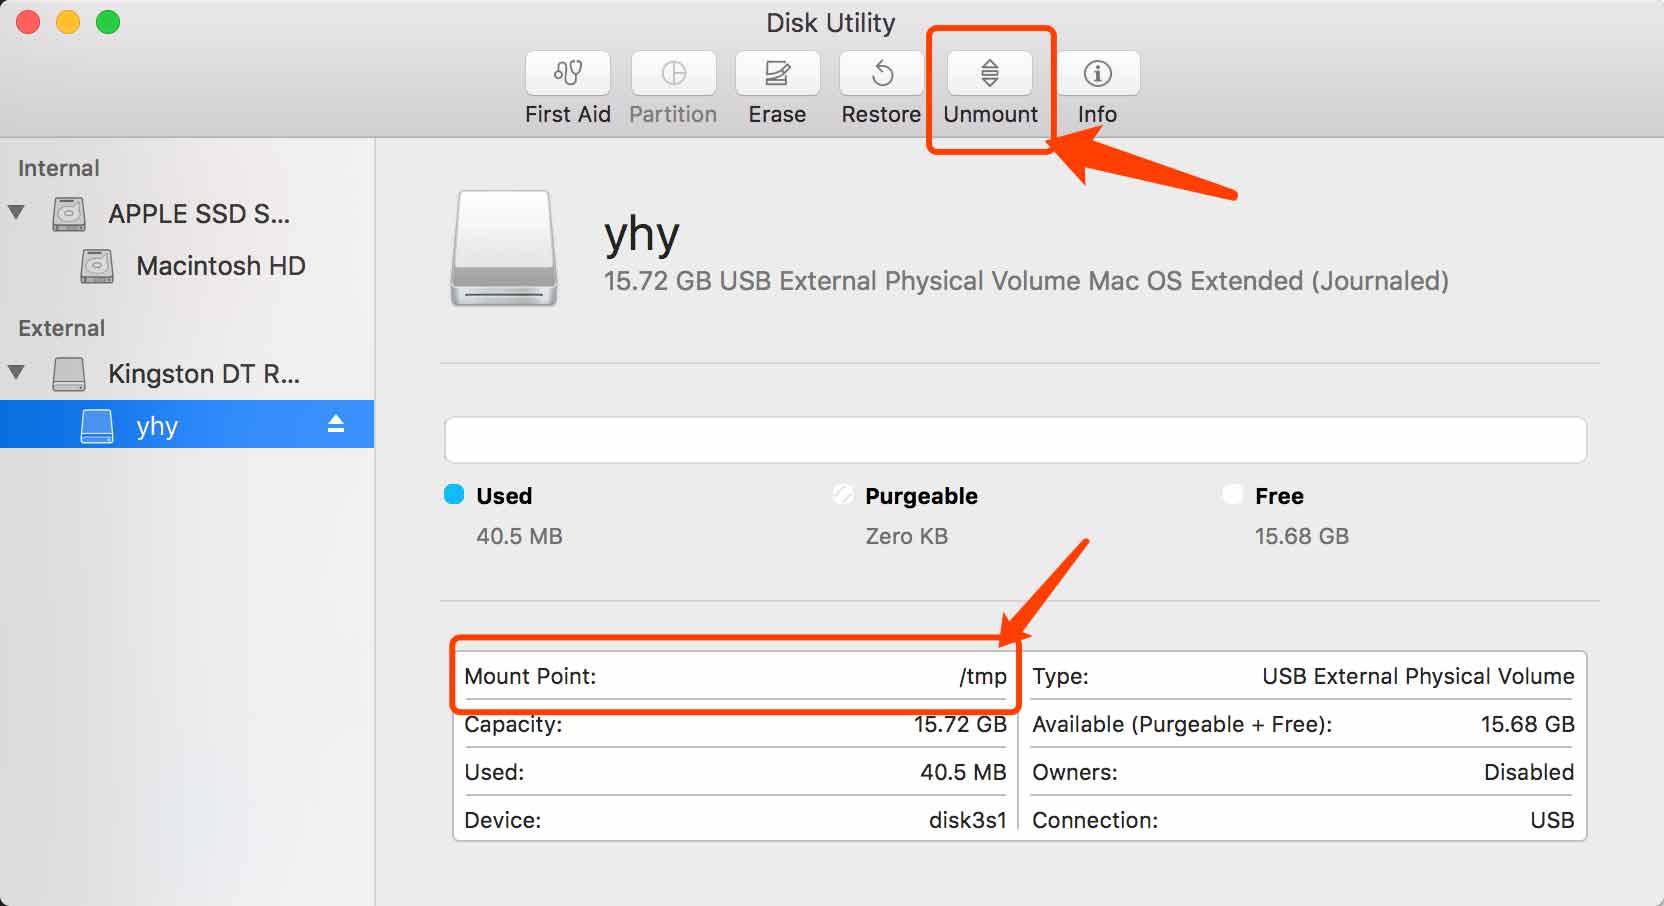 Disk Utility
First Aid
Partition
Erase
Restore
Unmount
Info
Internal
APPLE SSD S...
Macintosh HD
External
Kingston DT R...
yhy
yhy
15.72 GB USB External Physical Volume Mac OS Extended (Journaled)
Used
40.5 MB
Purgeable
Zero KB
Free
15.68 GB
Mount Point: /tmp
Type: USB External Physical Volume
Capacity: 15.72 GB
Available (Purgeable + Free): 15.68 GB
Used: 40.5 MB
Owners: Disabled
Device: disk3s1
Connection: USB